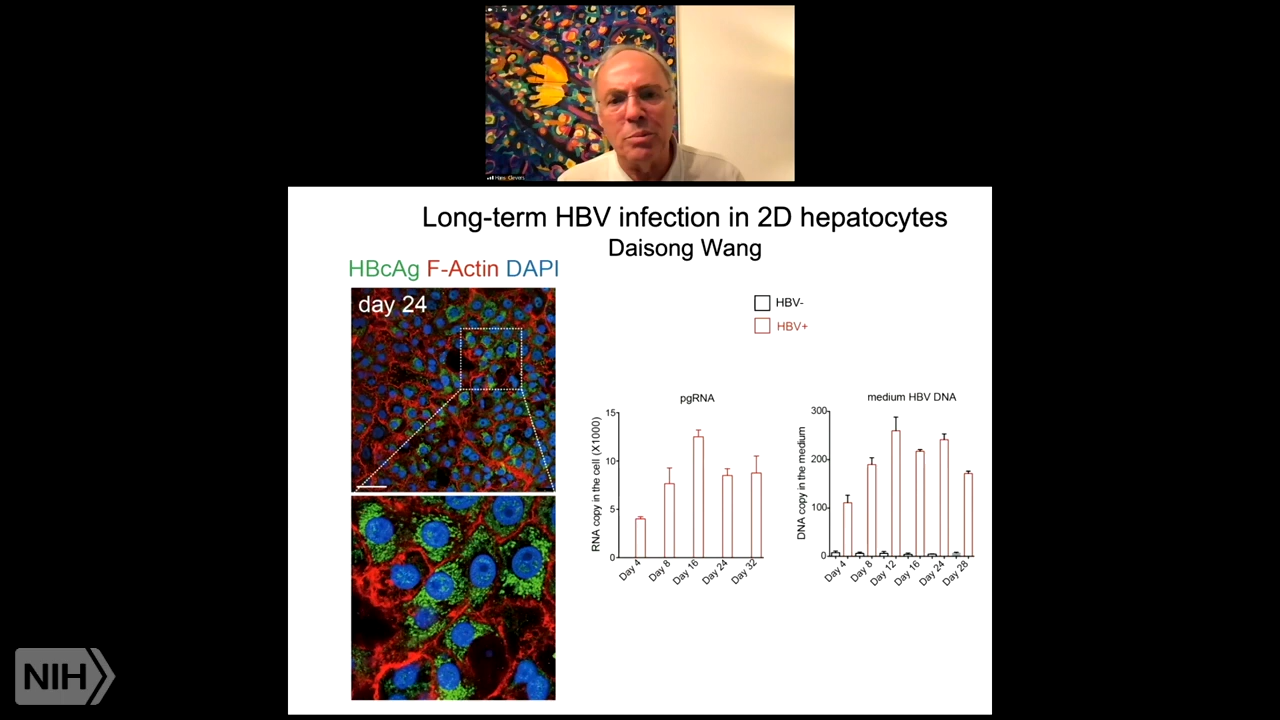 Hans Clevers
Long-term HBV infection in 2D hepatocytes
Daisong Wang
HBcAg F-Actin DAPI
day 24
HBV-
HBV+
pgRNA
RNA copy in the cell (X1000)
15
10
5
0
Day 4
Day 8
Day 16
Day 24
Day 32
medium HBV DNA
DNA copy in the medium
300
200
100
0
Day 4
Day 8
Day 12
Day 16
Day 24
Day 28
NIH